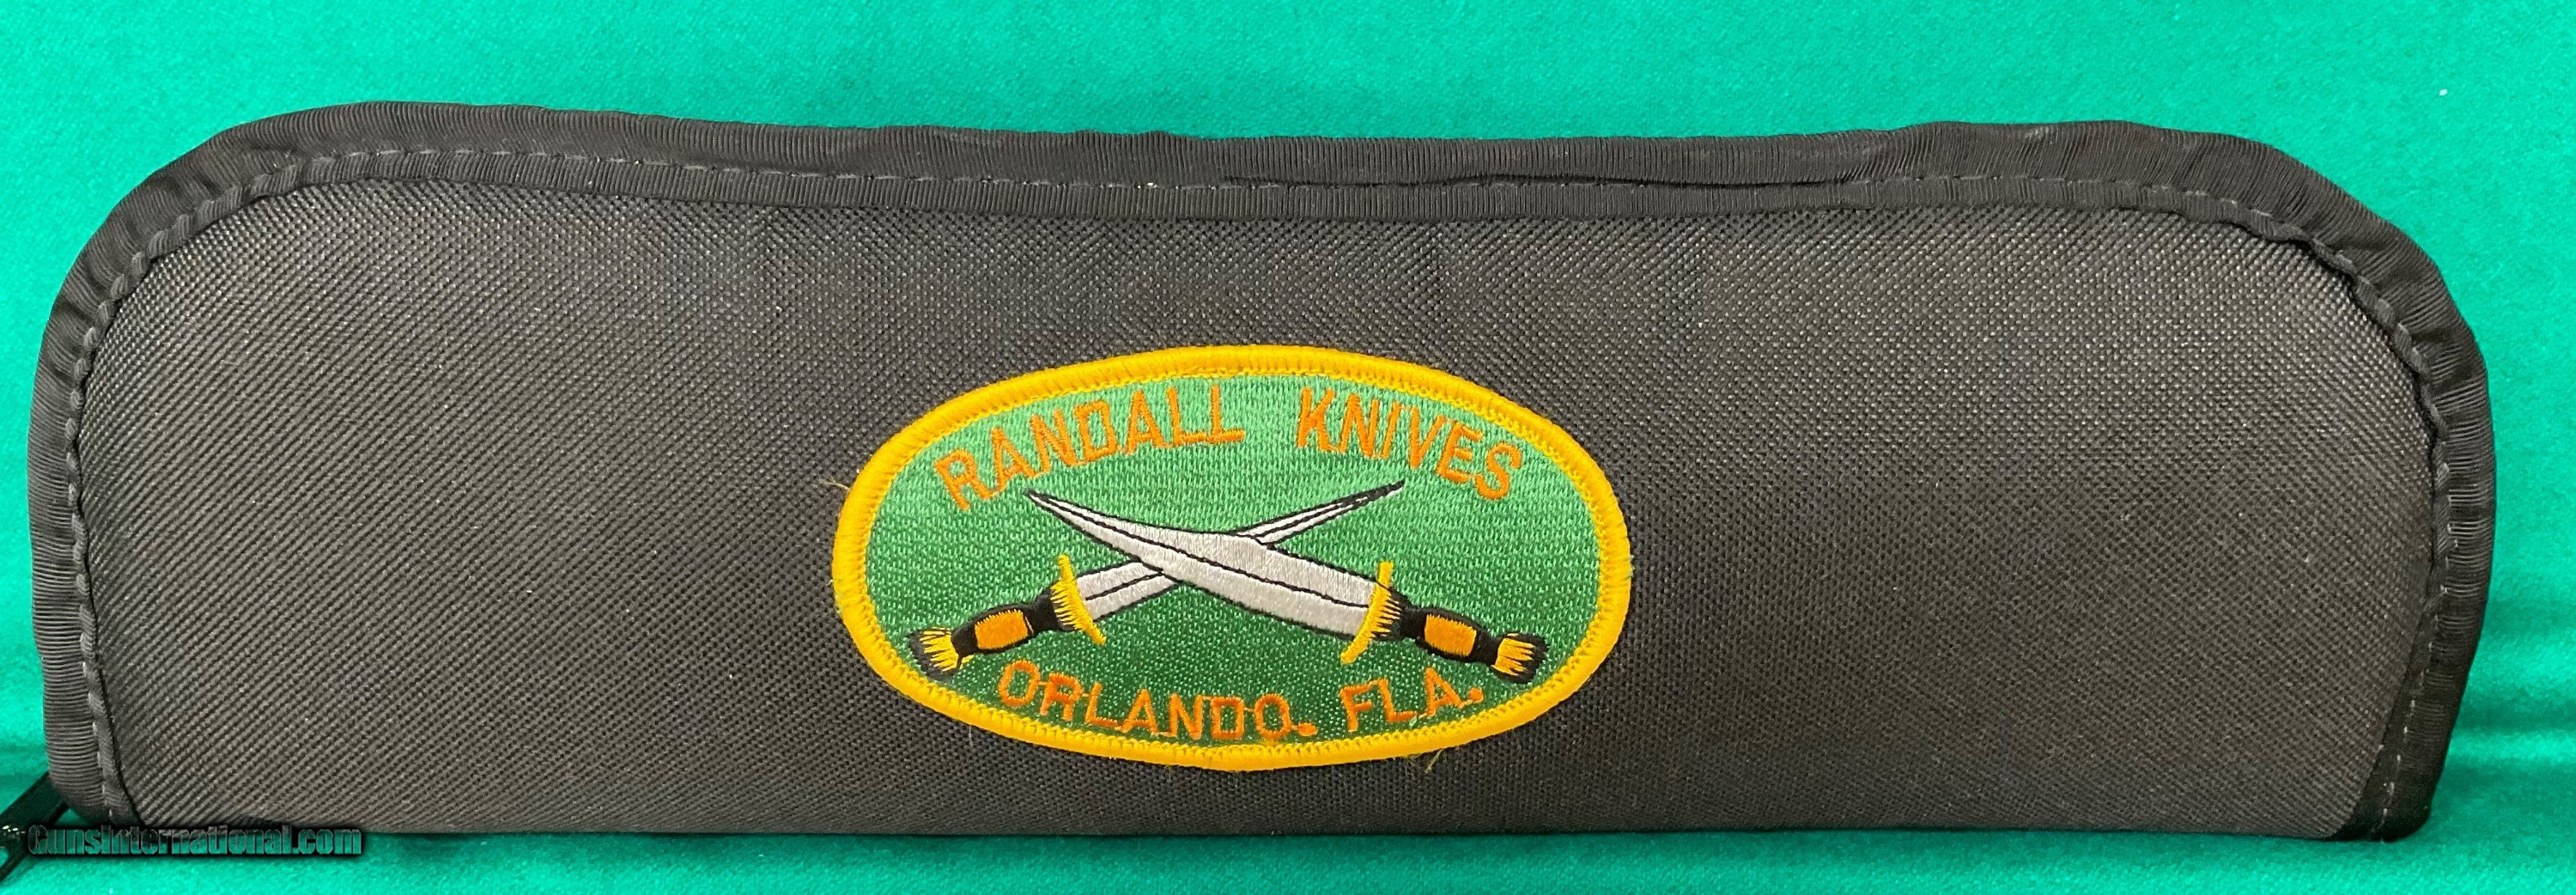 RANDALL KNIVES
ORLANDO. FLA.
GunsInternational.com